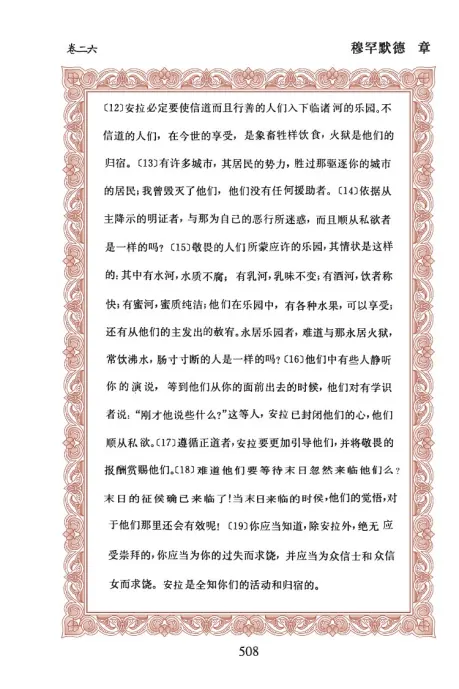 卷二六
穆罕默德 章
〔12〕安拉必定要使信道而且行善的人们入下临诸河的乐园。不
信道的人们，在今世的享受，是象畜牲样饮食，火狱是他们的
归宿。〔13〕有许多城市，其居民的势力，胜过那驱逐你的城市
的居民；我曾毁灭了他们，他们没有任何援助者。〔14〕依据从
主降示的明证者，与那为自己的恶行所迷惑，而且顺从私欲者
是一样的吗？〔15〕敬畏的人们所蒙应许的乐园，其情状是这样
的：其中有水河，水质不腐；有乳河，乳味不变；有酒河，饮者称
快；有蜜河，蜜质纯洁；他们在乐园中，有各种水果，可以享受；
还有从他们的主发出的赦宥。永居乐园者，难道与那永居火狱，
常饮沸水，肠寸寸断的人是一样的吗？〔16〕他们中有些人静听
你的演说，等到他们从你的面前出去的时候，他们对有学识
者说：“刚才他说些什么？”这等人，安拉已封闭他们的心，他们
顺从私欲。〔17〕遵循正道者，安拉要更加引导他们，并将敬畏的
报酬赏赐他们。〔18〕难道他们要等待末日忽然来临他们么？
末日的征候确已来临了！当末日来临的时侯，他们的觉悟，对
于他们那里还会有效呢！〔19〕你应当知道，除安拉外，绝无应
受崇拜的，你应当为你的过失而求饶，并应当为众信士和众信
女而求饶。安拉是全知你们的活动和归宿的。
508